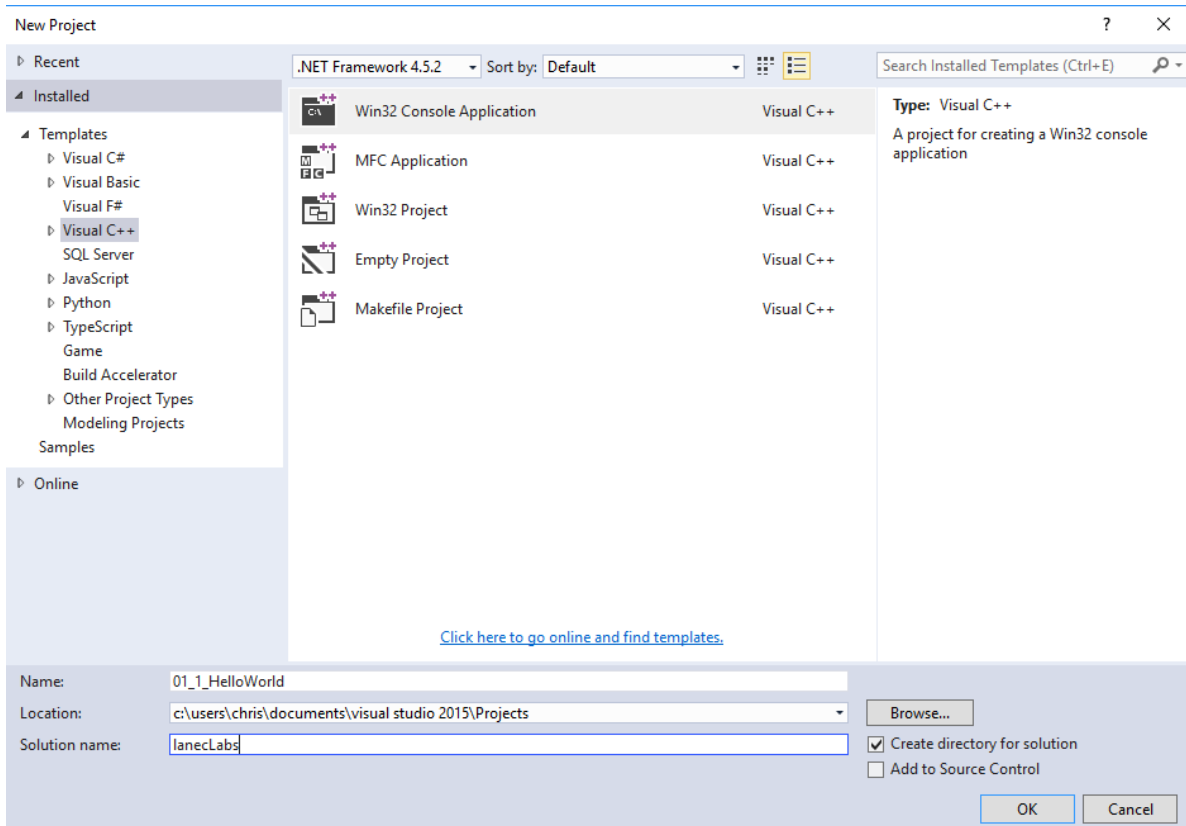 New Project
?
Recent
.NET Framework 4.5.2
Sort by: Default
Search Installed Templates (Ctrl+E)
Installed
Templates
Visual C#
Visual Basic
Visual F#
Visual C++
SQL Server
JavaScript
Python
TypeScript
Game
Build Accelerator
Other Project Types
Modeling Projects
Samples
Online
Win32 Console Application Visual C++
MFC Application Visual C++
Win32 Project Visual C++
Empty Project Visual C++
Makefile Project Visual C++
Click here to go online and find templates.
Type: Visual C++
A project for creating a Win32 console
application
Name: 01_1_HelloWorld
Location: c:\users\chris\documents\visual studio 2015\Projects
Browse...
Solution name: lanecLabs
Create directory for solution
Add to Source Control
OK Cancel